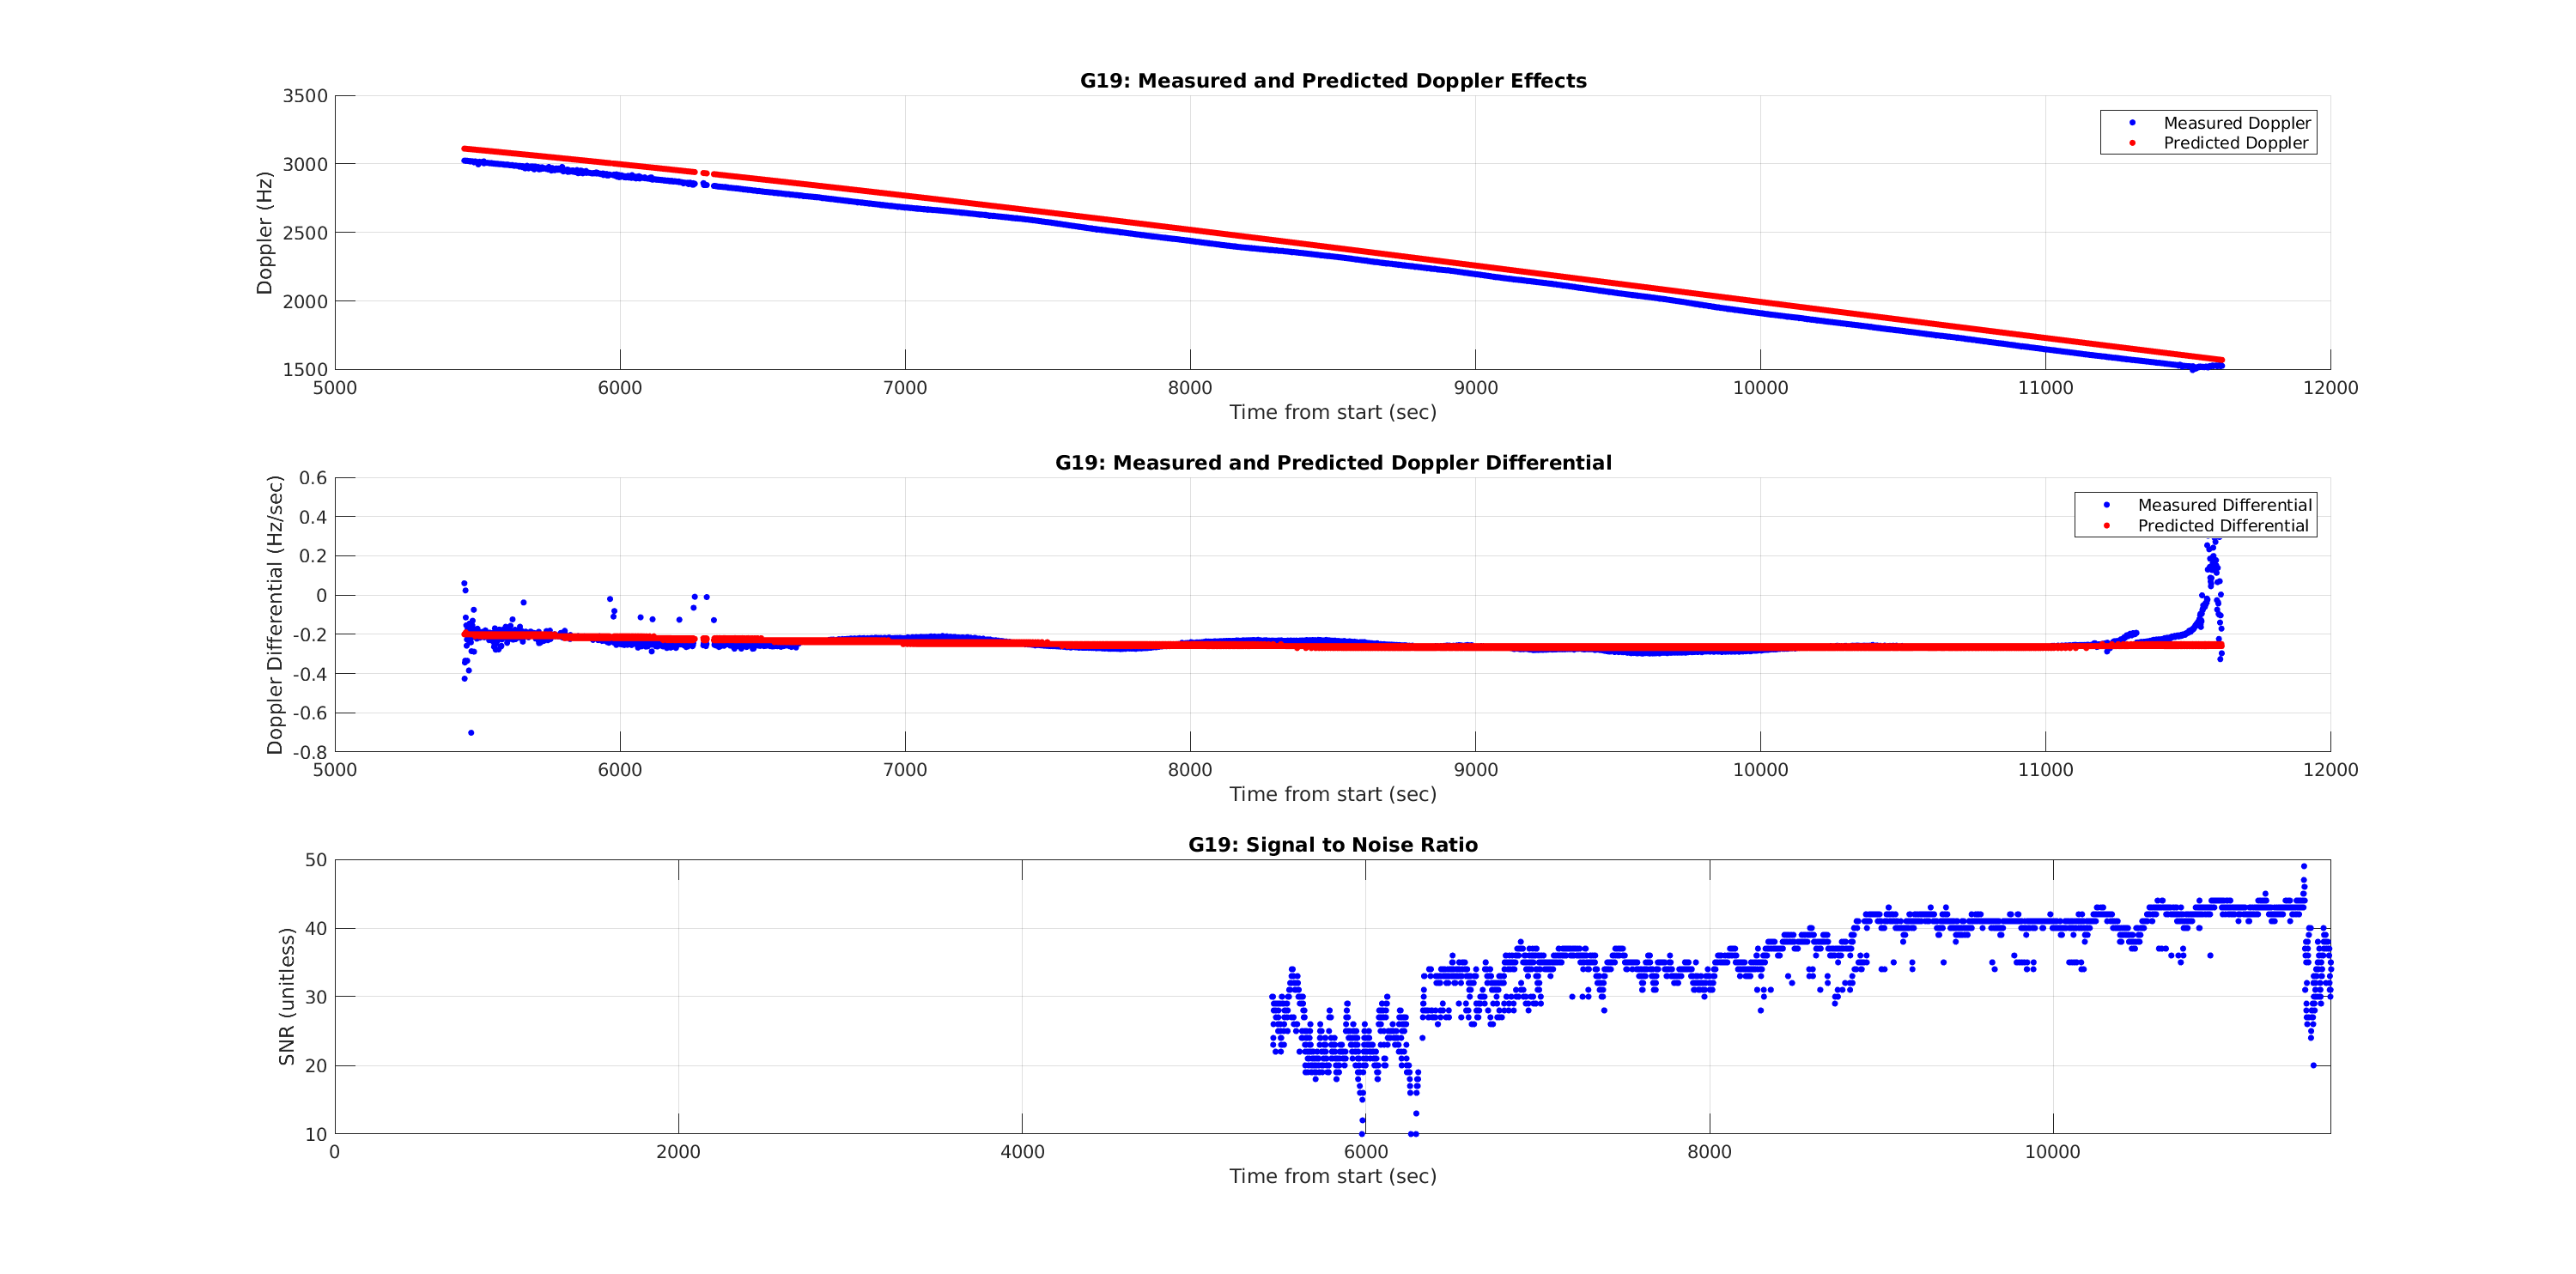 G19: Measured and Predicted Doppler Effects
3500
3000
2500
2000
1500
Doppler (Hz)
Measured Doppler
Predicted Doppler
5000 6000 7000 8000 9000 10000 11000 12000
Time from start (sec)
G19: Measured and Predicted Doppler Differential
0.6
0.4
0.2
0
-0.2
-0.4
-0.6
-0.8
Doppler Differential (Hz/sec)
Measured Differential
Predicted Differential
5000 6000 7000 8000 9000 10000 11000 12000
Time from start (sec)
G19: Signal to Noise Ratio
50
40
30
20
10
SNR (unitless)
0 2000 4000 6000 8000 10000
Time from start (sec)